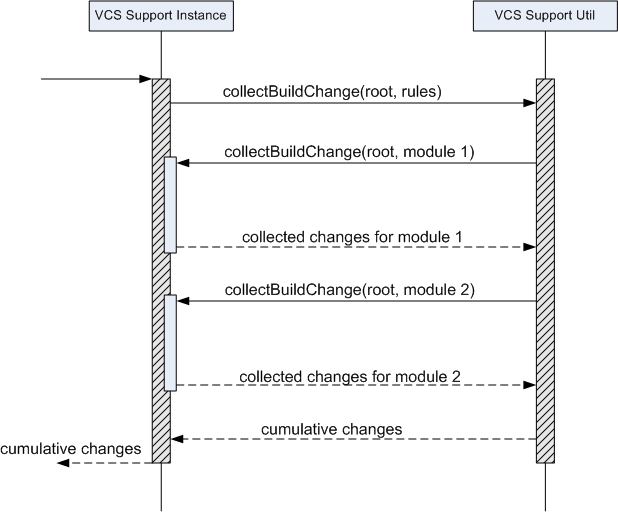 VCS Support Instance
VCS Support Util
collectBuildChange(root, rules)
collectBuildChange(root, module 1)
collected changes for module 1
collectBuildChange(root, module 2)
collected changes for module 2
cumulative changes
cumulative changes